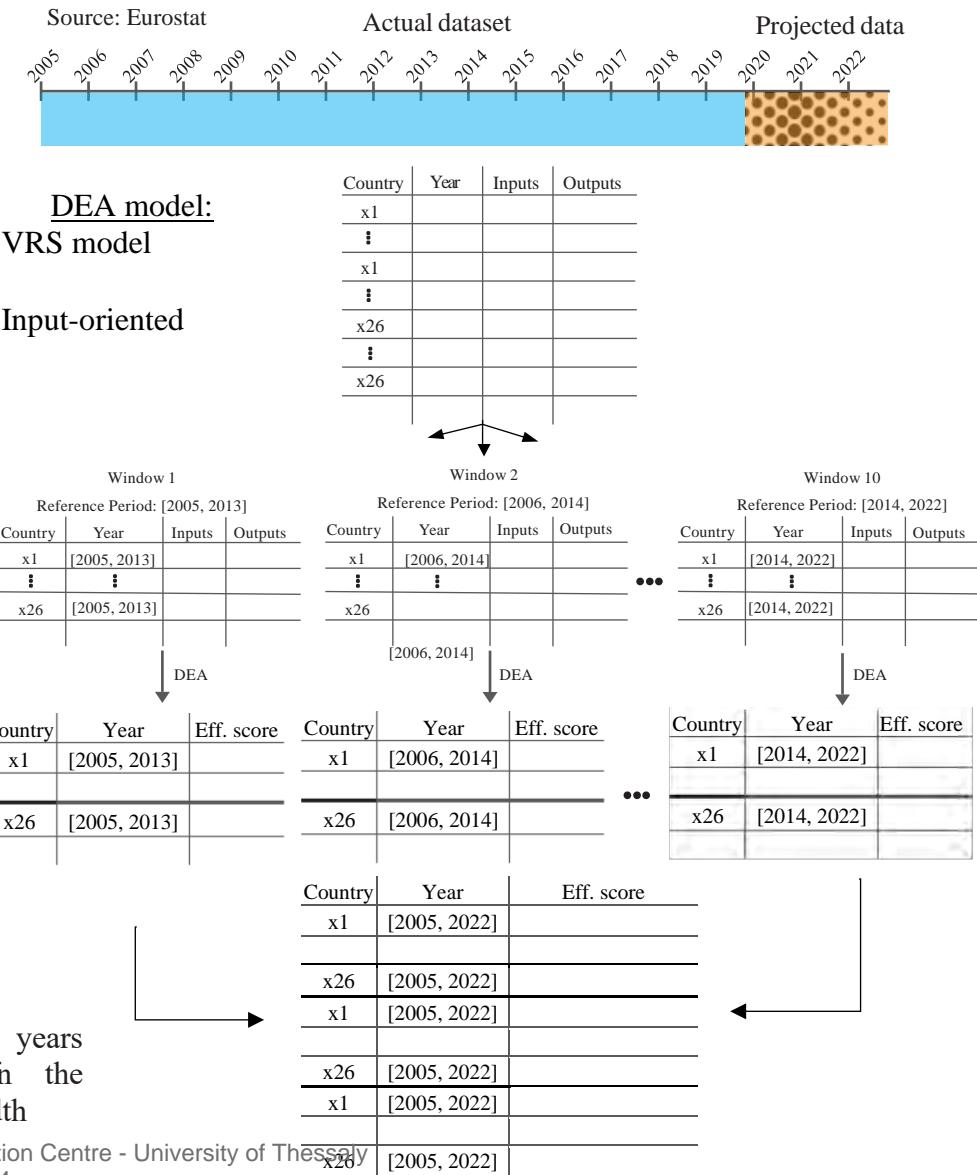 Source: Eurostat
Actual dataset
Projected data
2005 2006 2007 2008 2009 2010 2011 2012 2013 2014 2015 2016 2017 2018 2019 2020 2021 2022
DEA model:
VRS model
Input-oriented
Country Year Inputs Outputs
x1
x1
x26
x26
Window 1
Reference Period: [2005, 2013]
Country Year Inputs Outputs
x1 [2005, 2013]
x26 [2005, 2013]
DEA
Window 2
Reference Period: [2006, 2014]
Country Year Inputs Outputs
x1 [2006, 2014]
x26
[2006, 2014]
DEA
Window 10
Reference Period: [2014, 2022]
Country Year Inputs Outputs
x1 [2014, 2022]
x26 [2014, 2022]
DEA
ountry Year Eff. score
x1 [2005, 2013]
x26 [2005, 2013]
Country Year Eff. score
x1 [2006, 2014]
x26 [2006, 2014]
Country Year Eff. score
x1 [2014, 2022]
x26 [2014, 2022]
Country Year Eff. score
x1 [2005, 2022]
x26 [2005, 2022]
x1 [2005, 2022]
x26 [2005, 2022]
x1 [2005, 2022]
x26 [2005, 2022]
years
the
tion Centre - University of Thessaly